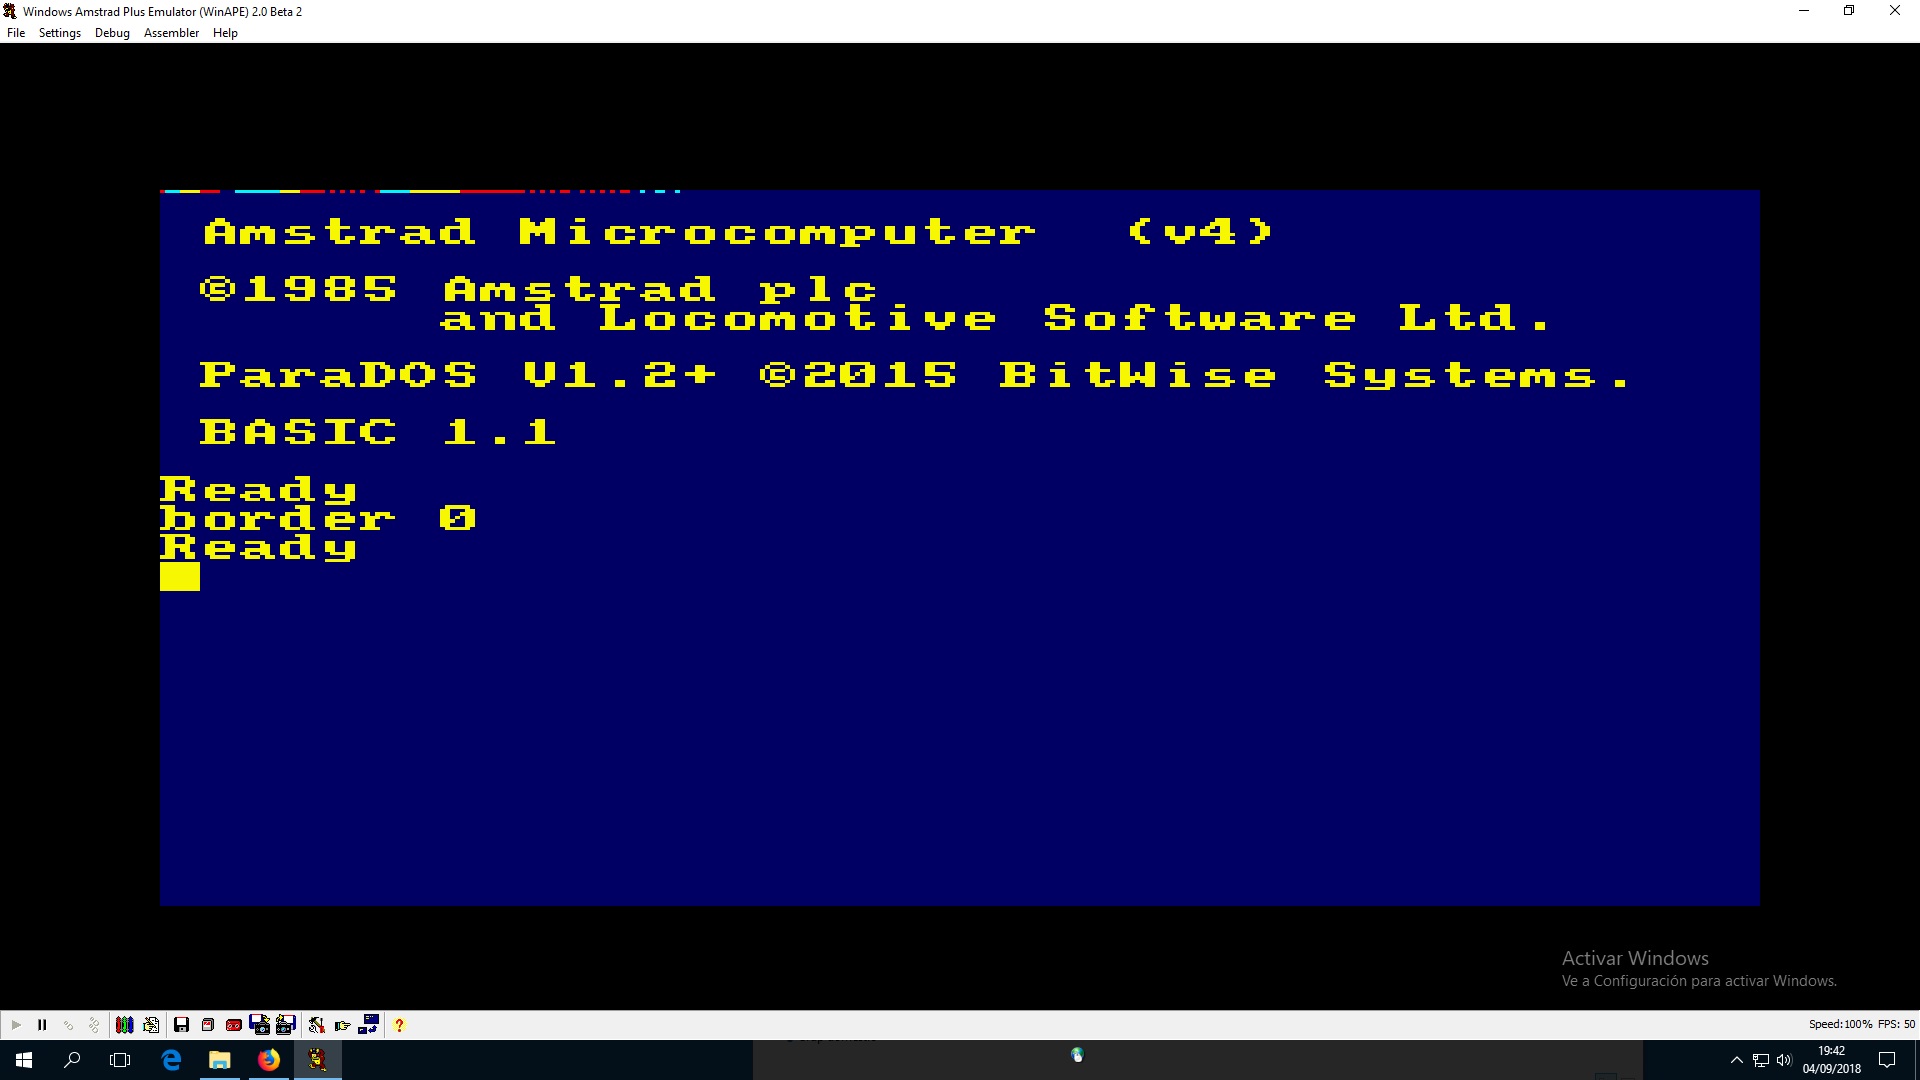 Windows Amstrad Plus Emulator (WinAPE) 2.0 Beta 2
File Settings Debug Assembler Help
Amstrad Microcomputer (v4)
©1985 Amstrad plc
and Locomotive Software Ltd.
ParaDOS V1.2+ ©2015 BitWise Systems.
BASIC 1.1
Ready
border 0
Ready
Activar Windows
Ve a Configuración para activar Windows.
Speed:100% FPS: 50
19:42
04/09/2018